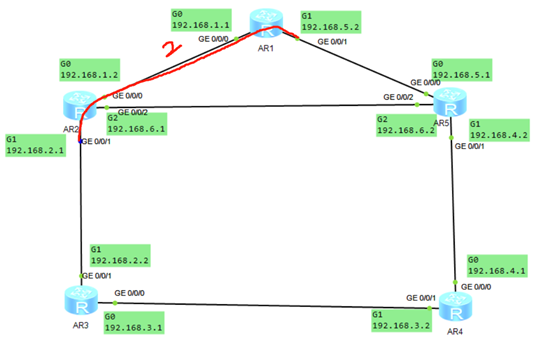 G0
192.168.1.1
GE 0/0/0
2
R
AR1
G1
192.168.5.2
GE 0/0/1
G0
192.168.1.2
GE 0/0/0
R
AR2
GE 0/0/2
G2
192.168.6.1
G1
192.168.2.1
GE 0/0/1
G0
192.168.5.1
GE 0/0/1
GE 0/0/2
R
AR5
G2
192.168.6.2
G1
192.168.4.2
GE 0/0/1
G1
192.168.2.2
GE 0/0/1
R
AR3
GE 0/0/0
G0
192.168.3.1
G0
192.168.4.1
GE 0/0/0
GE 0/0/1
R
AR4
G1
192.168.3.2